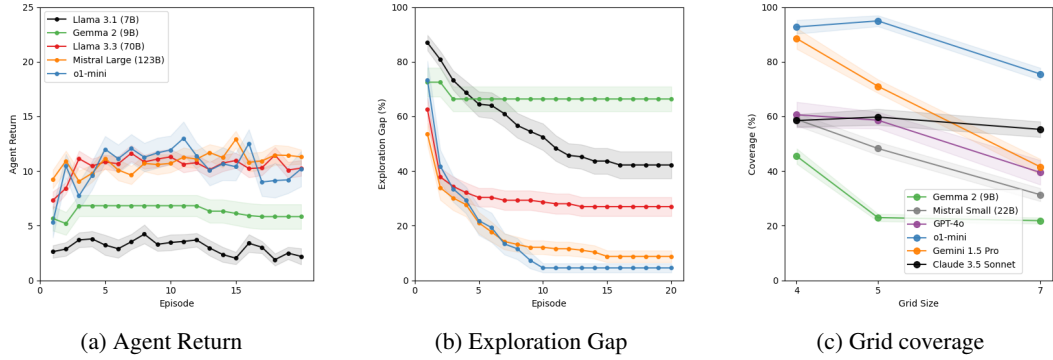 25
20
15
10
5
0
Agent Return
Llama 3.1 (7B)
Gemma 2 (9B)
Llama 3.3 (70B)
Mistral Large (123B)
o1-mini
0
5
10
15
Episode
(a) Agent Return
100
80
60
40
20
0
Exploration Gap (%)
0
5
10
15
20
Episode
(b) Exploration Gap
100
80
60
40
20
0
Coverage (%)
Gemma 2 (9B)
Mistral Small (22B)
GPT-4o
o1-mini
Gemini 1.5 Pro
Claude 3.5 Sonnet
4
5
7
Grid Size
(c) Grid coverage